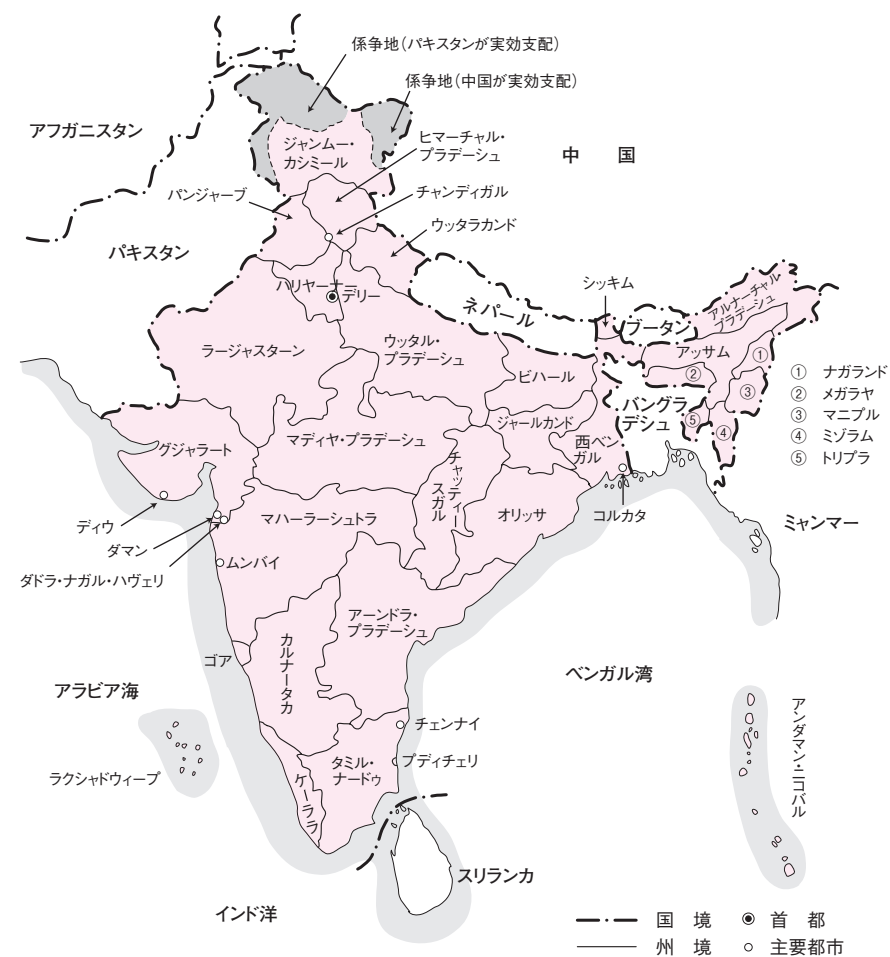 係争地(パキスタンが実効支配)
係争地(中国が実効支配)
アフガニスタン
ジャンムー・
カシミール
ヒマーチャル・
プラデーシュ
中 国
パンジャーブ
チャンディガル
ウッタラカンド
パキスタン
ハリヤーナー
デリー
ネパール
シッキム
ブータン
アルナーチャル
プラデーシュ
ラージャスターン
ウッタル・
プラデーシュ
アッサム
①
②
③
④
⑤
ビハール
バングラ
デシュ
① ナガランド
② メガラヤ
③ マニプル
④ ミゾラム
⑤ トリプラ
グジャラート
マディヤ・プラデーシュ
ジャールカンド
西ベン
ガル
チャッティー
スガル
オリッサ
コルカタ
ミャンマー
ディウ
ダマン
ダドラ・ナガル・ハヴェリ
マハーラーシュトラ
ムンバイ
アーンドラ・
プラデーシュ
カルナータカ
ゴア
ベンガル湾
アラビア海
ラクシャドウィープ
チェンナイ
プディチェリ
タミル・
ナードゥ
ケーララ
アンダマン・ニコバル
スリランカ
インド洋
国 境
首 都
州 境
主要都市